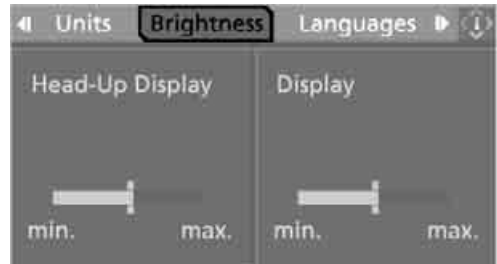 Units Brightness Languages
Head-Up Display Display
min. max. min. max.